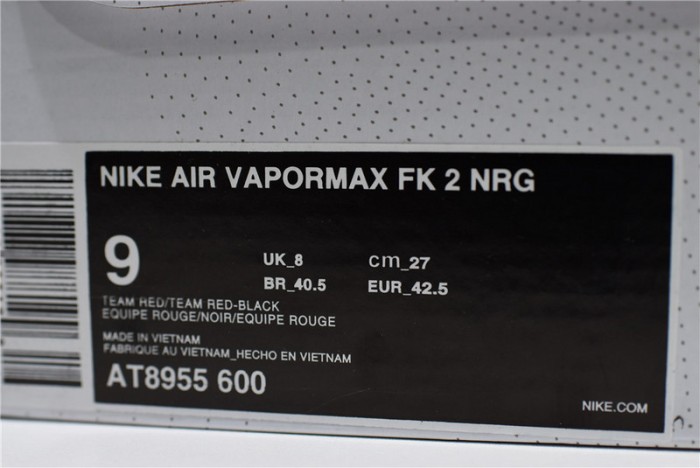 NIKE AIR VAPORMAX FK 2 NRG
9
UK_8 cm_27
BR_40.5 EUR_42.5
TEAM RED/TEAM RED-BLACK
EQUIPE ROUGE/NOIR/EQUIPE ROUGE
MADE IN VIETNAM
FABRIQUE AU VIETNAM_HECHO EN VIETNAM
AT8955 600
NIKE.COM